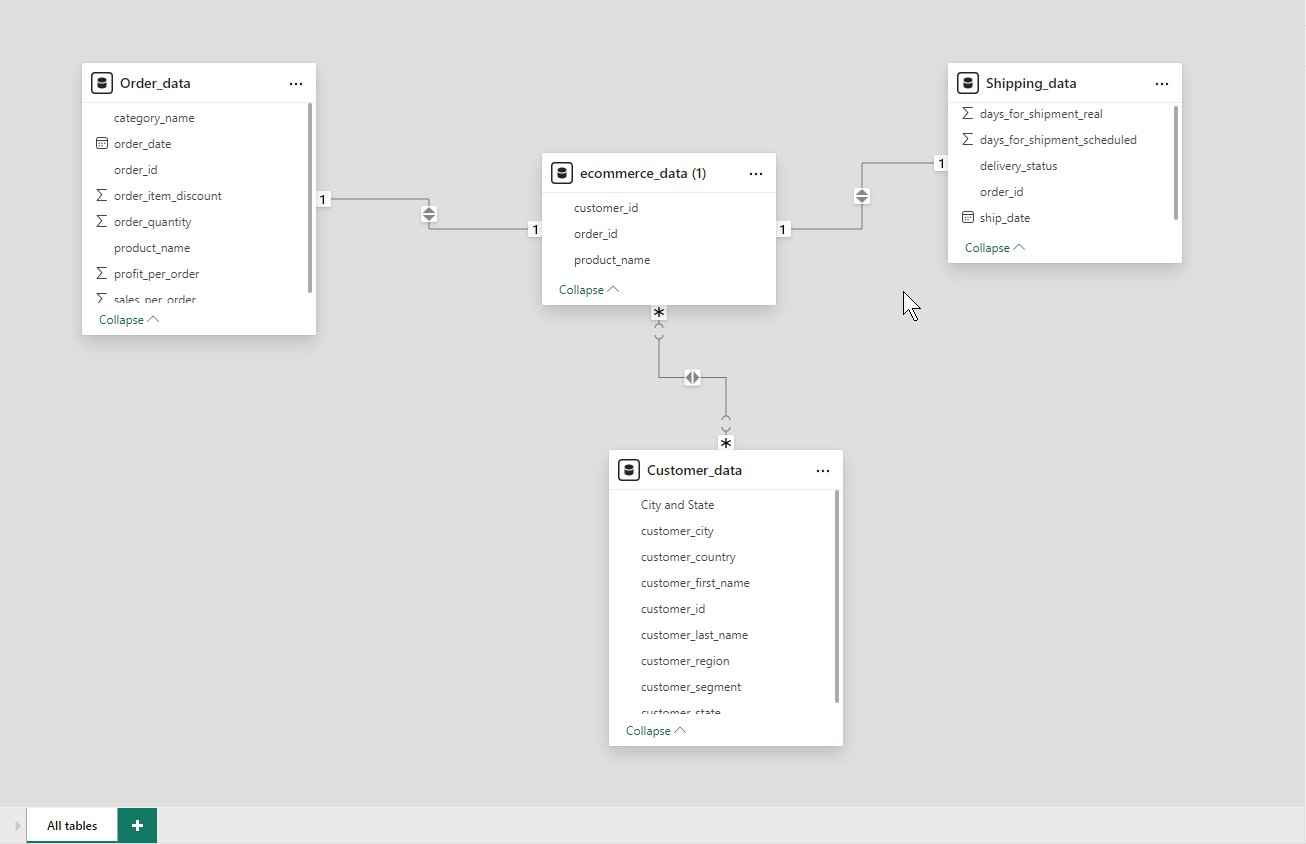 Order_data
category_name
order_date
order_id
order_item_discount
order_quantity
product_name
profit_per_order
sales_per_order
Collapse
1
1
ecommerce_data (1)
customer_id
order_id
product_name
Collapse
1
1
Shipping_data
days_for_shipment_real
days_for_shipment_scheduled
delivery_status
order_id
ship_date
Collapse
*
*
Customer_data
City and State
customer_city
customer_country
customer_first_name
customer_id
customer_last_name
customer_region
customer_segment
customer_state
Collapse
All tables